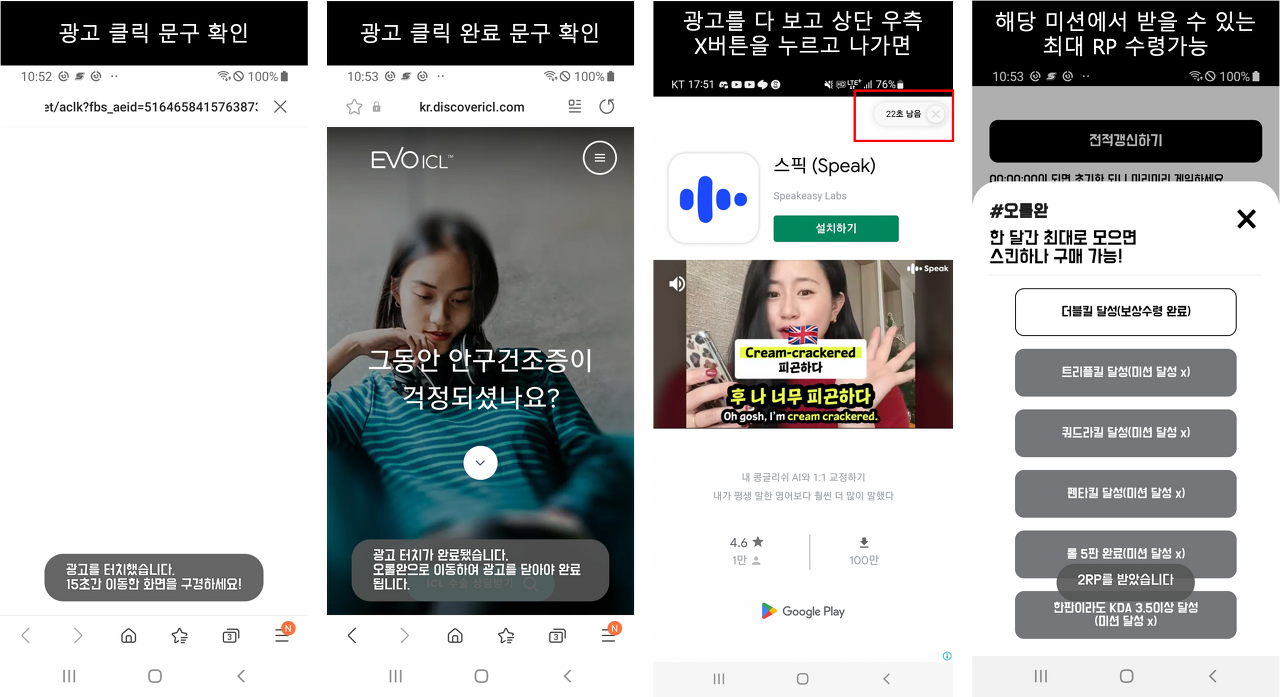 광고 클릭 문구 확인
10:52
100%
et/aclk?fbs_aeid=516465841576387:
광고를 터치했습니다.
15초간 이동한 화면을 구경하세요!
3
N
광고 클릭 완료 문구 확인
10:53
100%
kr.discovericl.com
EVO ICL™
그동안 안구건조증이
걱정되셨나요?
광고 터치가 완료됐습니다.
오롤완으로 이동하여 광고를 닫아야 완료
됩니다.
3
N
광고를 다 보고 상단 우측
X버튼을 누르고 나가면
KT 17:51
76%
22초 남음
스픽 (Speak)
Speakeasy Labs
설치하기
Speak
Cream-crackered
피곤하다
후 나 너무 피곤하다
Oh gosh, I'm cream crackered.
내 콩글리쉬 AI와 1:1 교정하기
내가 평생 말한 영어보다 훨씬 더 많이 말했다
4.6 ★
1만
100만
Google Play
해당 미션에서 받을 수 있는
최대 RP 수령가능
10:53
100%
전적갱신하기
00:00:00이 되면 초기화 되니 미리미리 게임하세요
#오롤완
한 달간 최대로 모으면
스킨하나 구매 가능!
더블킬 달성(보상수령 완료)
트리플킬 달성(미션 달성 x)
쿼드라킬 달성(미션 달성 x)
펜타킬 달성(미션 달성 x)
롤 5판 완료(미션 달성 x)
2RP를 받았습니다
한판이라도 KDA 3.5이상 달성
(미션 달성 x)